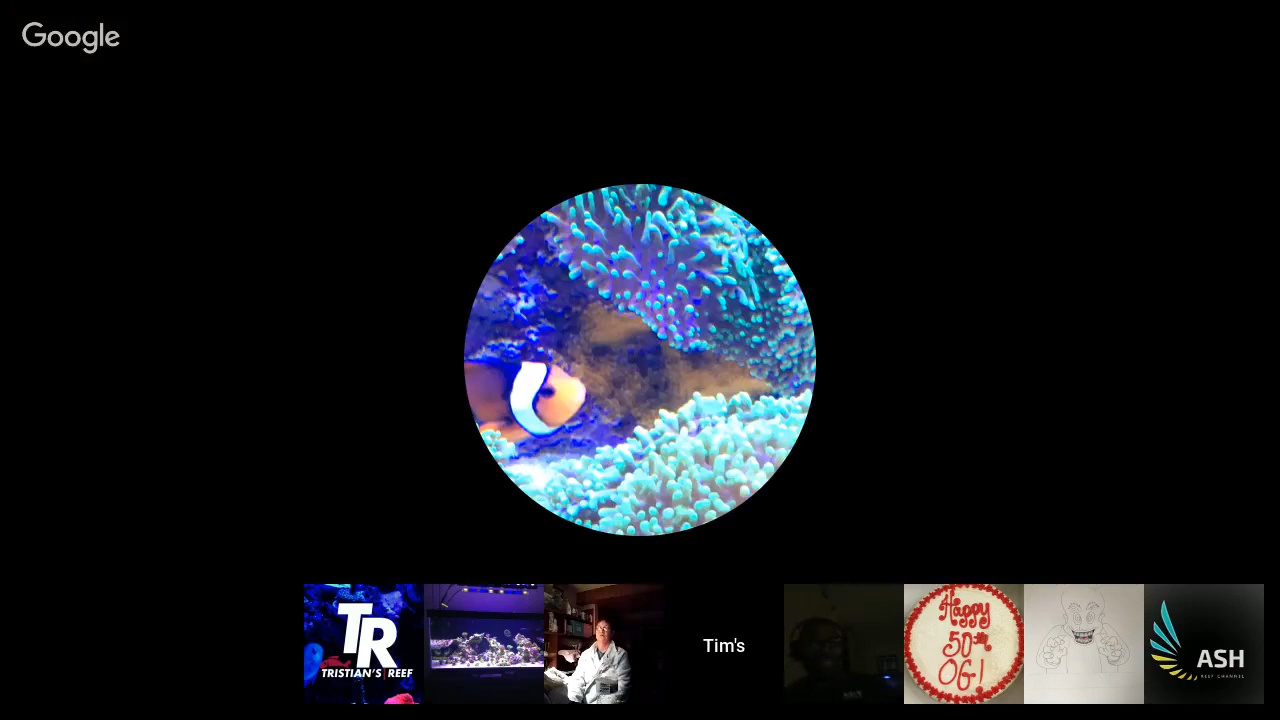 Google
TR
TRISTIAN'S REEF
Tim's
Happy
50th
OG!
ASH
REEF CHANNEL